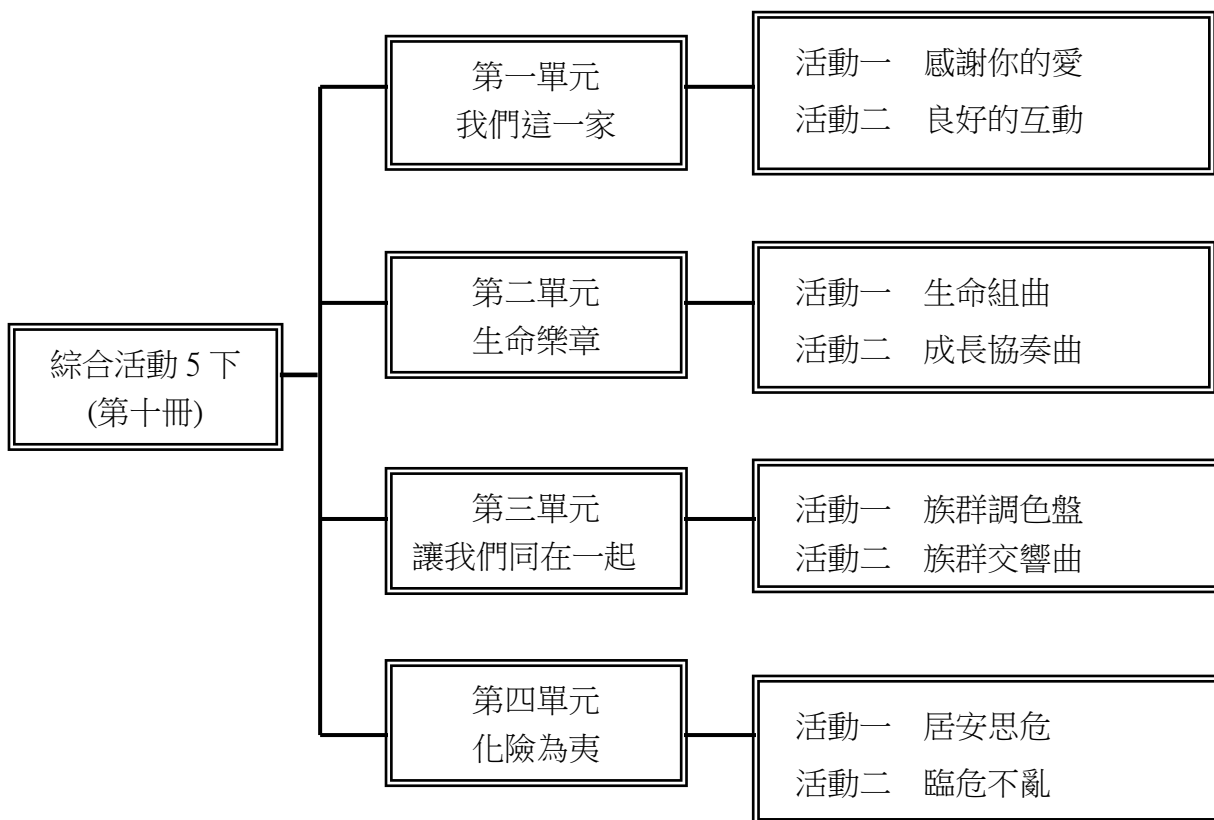 綜合活動 5 下
(第十冊)
第一單元
我們這一家
活動一　感謝你的愛
活動二　良好的互動
第二單元
生命樂章
活動一　生命組曲
活動二　成長協奏曲
第三單元
讓我們同在一起
活動一　族群調色盤
活動二　族群交響曲
第四單元
化險為夷
活動一　居安思危
活動二　臨危不亂